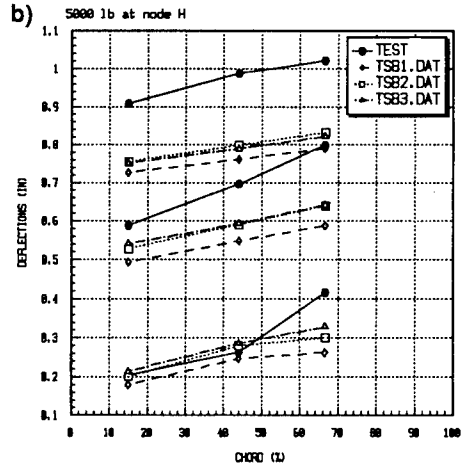 b)
5000 lb at node H
1.1
1
0.9
0.8
0.7
0.6
0.5
0.4
0.3
0.2
0.1
DEFLECTIONS (IN)
TEST
TSB1.DAT
TSB2.DAT
TSB3.DAT
0 10 20 30 40 50 60 70 80 90 100
CHORD (%)